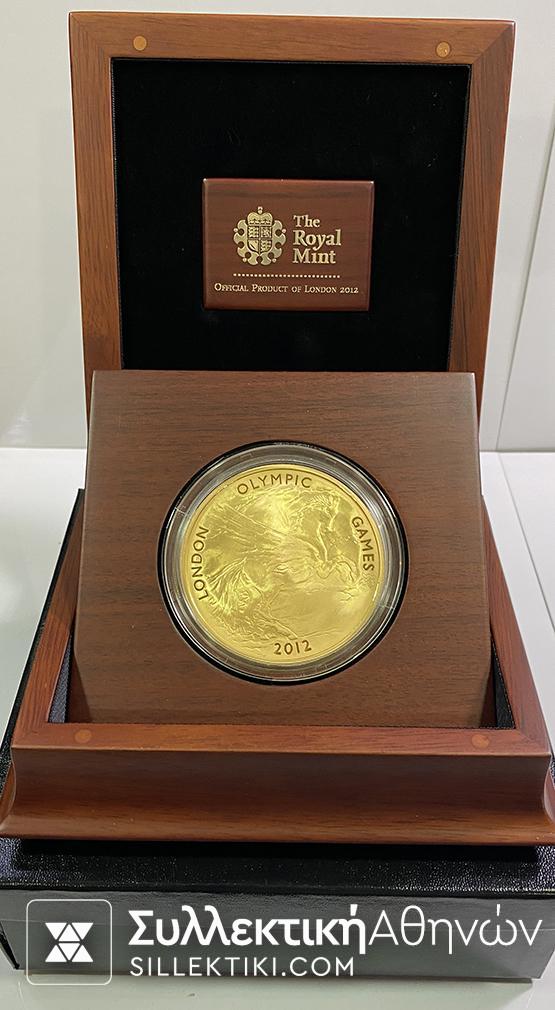 The
Royal
Mint
OFFICIAL PRODUCT OF LONDON 2012
LONDON OLYMPIC GAMES
2012
ΣυλλεκτικήΑθηνών
SILLEKTIKI.COM